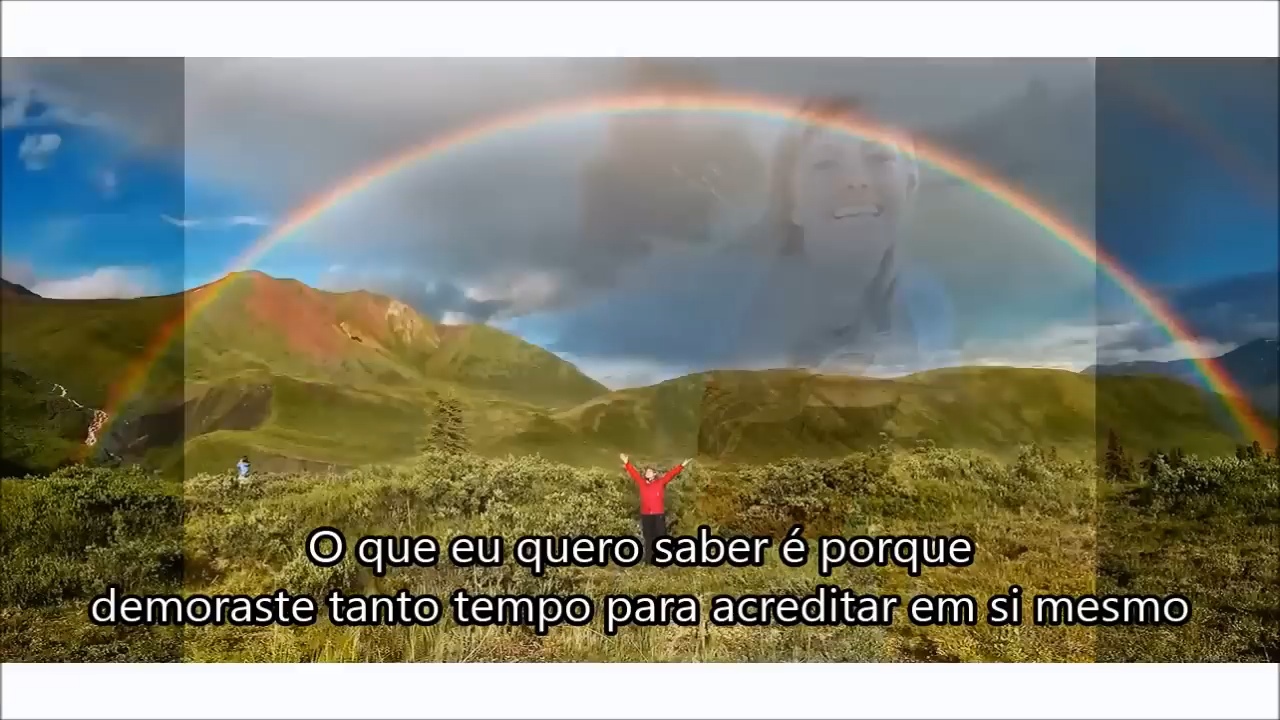 O que eu quero saber é porque
demoraste tanto tempo para acreditar em si mesmo